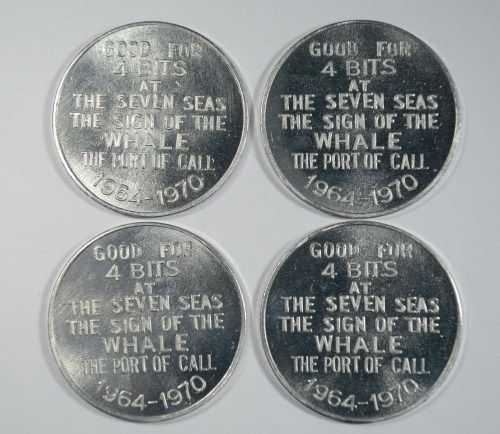 GOOD FOR
4 BITS
AT
THE SEVEN SEAS
THE SIGN OF THE
WHALE
THE PORT OF CALL
1964-1970
GOOD FOR
4 BITS
AT
THE SEVEN SEAS
THE SIGN OF THE
WHALE
THE PORT OF CALL
1964-1970
GOOD FOR
4 BITS
AT
THE SEVEN SEAS
THE SIGN OF THE
WHALE
THE PORT OF CALL
1964-1970
GOOD FOR
4 BITS
AT
THE SEVEN SEAS
THE SIGN OF THE
WHALE
THE PORT OF CALL
1964-1970